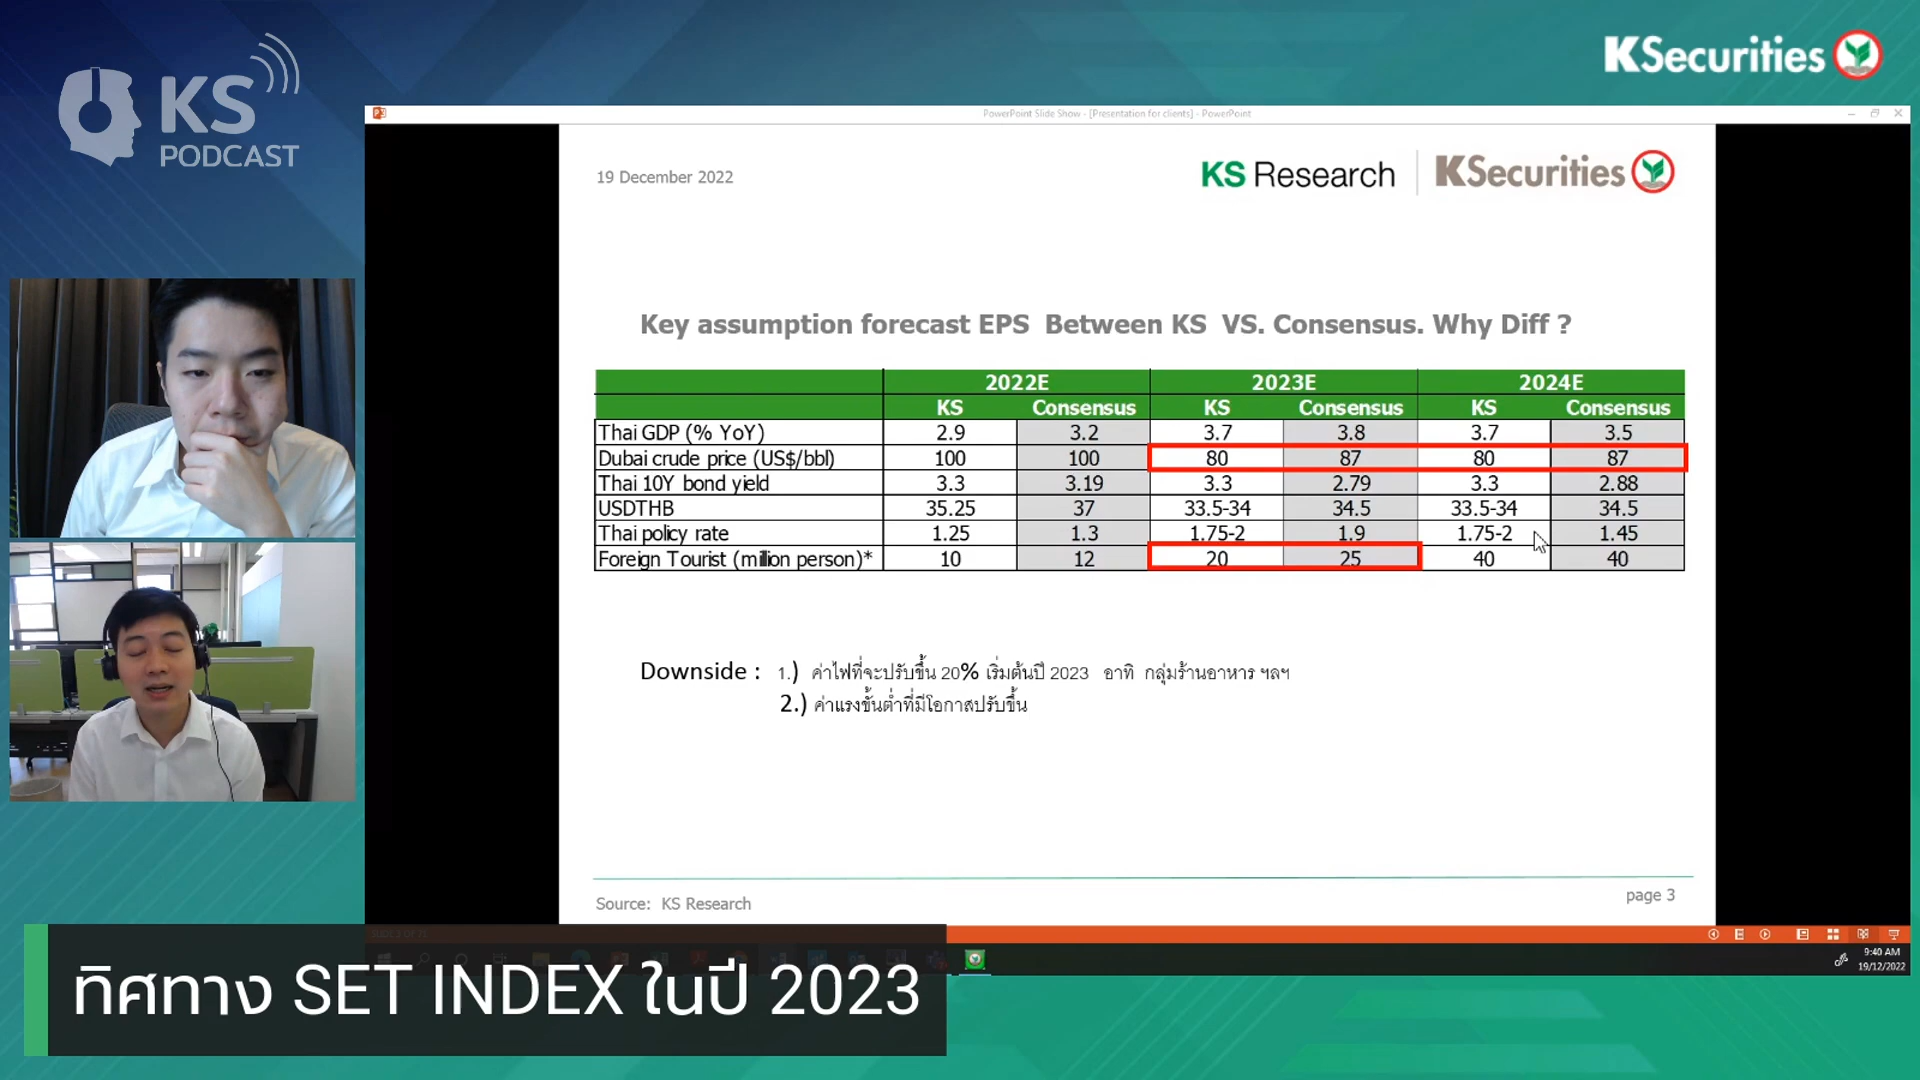 KS
PODCAST
KSecurities
PowerPoint Slide Show - [Presentation for clients] - PowerPoint
19 December 2022
KS Research
KSecurities
Key assumption forecast EPS Between KS VS. Consensus. Why Diff ?
2022E 2023E 2024E
KS Consensus KS Consensus KS Consensus
Thai GDP (% YoY) 2.9 3.2 3.7 3.8 3.7 3.5
Dubai crude price (US$/bbl) 100 100 80 87 80 87
Thai 10Y bond yield 3.3 3.19 3.3 2.79 3.3 2.88
USDTHB 35.25 37 33.5-34 34.5 33.5-34 34.5
Thai policy rate 1.25 1.3 1.75-2 1.9 1.75-2 1.45
Foreign Tourist (million person)* 10 12 20 25 40 40
Downside : 1.) ค่าไฟที่จะปรับขึ้น 20% เริ่มต้นปี 2023 อาทิ กลุ่มร้านอาหาร ฯลฯ
2.) ค่าแรงขั้นต่ำที่มีโอกาสปรับขึ้น
Source: KS Research
page 3
9:40 AM
19/12/2022
ทิศทาง SET INDEX ในปี 2023